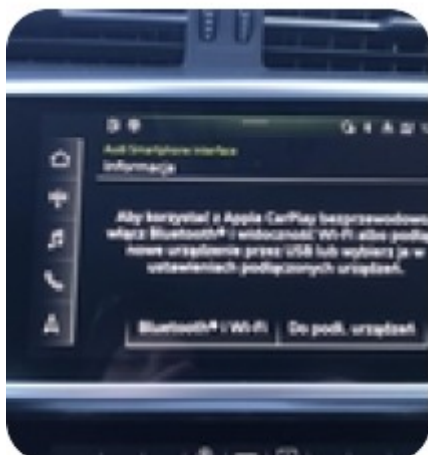 Audi Smartphone Interface
Informacja
Aby korzystać z Apple CarPlay bezprzewodowo
włącz Bluetooth® i widoczność Wi-Fi albo podłą
nowe urządzenie przez USB lub wybierz je w
ustawieniach podłączonych urządzeń.
Bluetooth® i Wi-Fi
Do podł. urządzeń